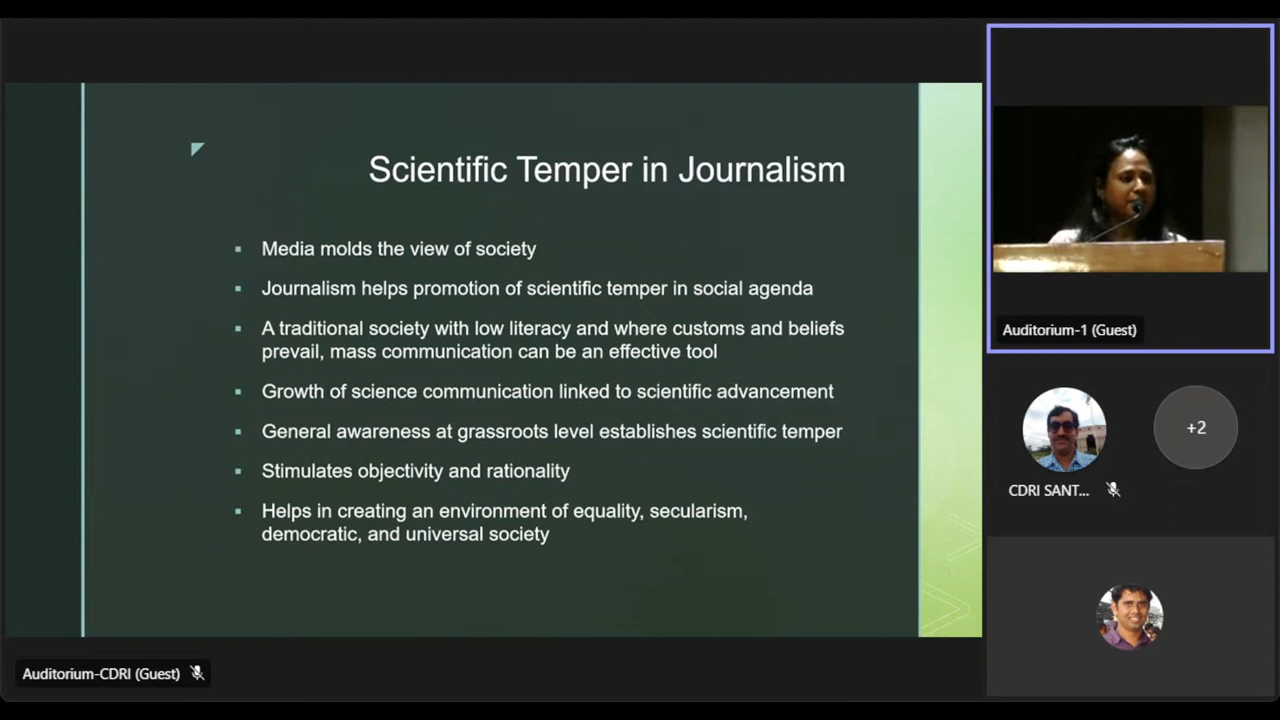 Scientific Temper in Journalism
Media molds the view of society
Journalism helps promotion of scientific temper in social agenda
A traditional society with low literacy and where customs and beliefs
prevail, mass communication can be an effective tool
Growth of science communication linked to scientific advancement
General awareness at grassroots level establishes scientific temper
Stimulates objectivity and rationality
Helps in creating an environment of equality, secularism,
democratic, and universal society
Auditorium-CDRI (Guest)
Auditorium-1 (Guest)
CDRI SANT...
+2